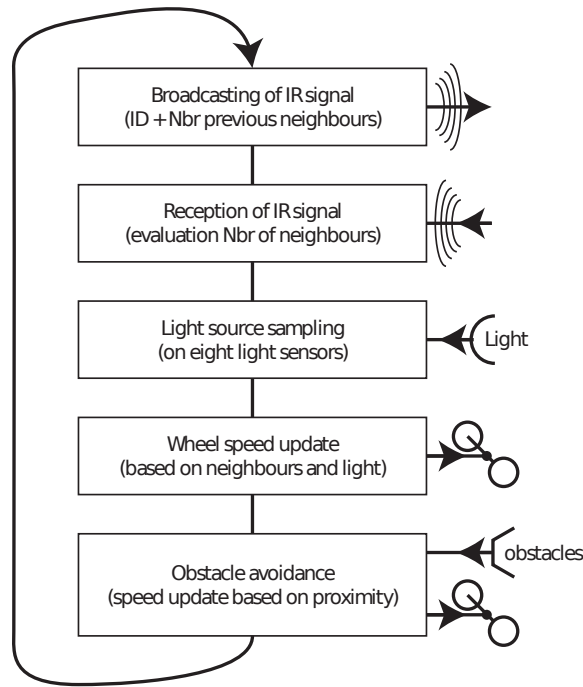 Broadcasting of IR signal
(ID + Nbr previous neighbours)
Reception of IR signal
(evaluation Nbr of neighbours)
Light source sampling
(on eight light sensors)
Light
Wheel speed update
(based on neighbours and light)
Obstacle avoidance
(speed update based on proximity)
obstacles